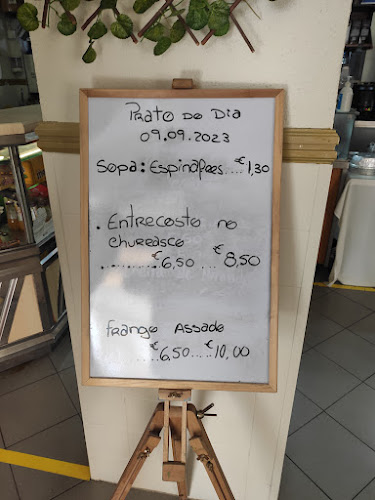 Prato do Dia
09.09.2023
Sopa: Espinafres....€1,30
. Entrecosto no
churrasco
............€6,50 ... €8,50
Frango Assado
.....€6,50.....€10,00